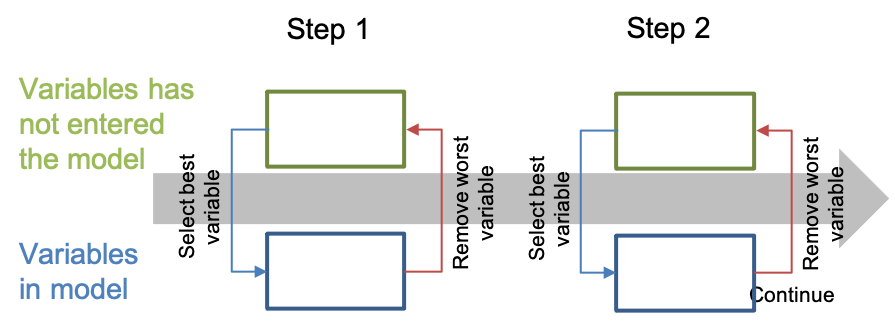 Step 1
Step 2
Variables has
not entered
the model
Select best
variable
Remove worst
variable
Select best
variable
Remove worst
variable
Variables
in model
Continue